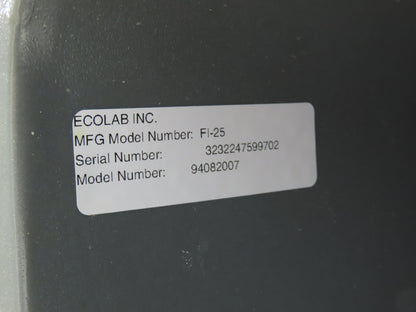 ECOLAB INC.
MFG Model Number: FI-25
Serial Number: 3232247599702
Model Number: 94082007